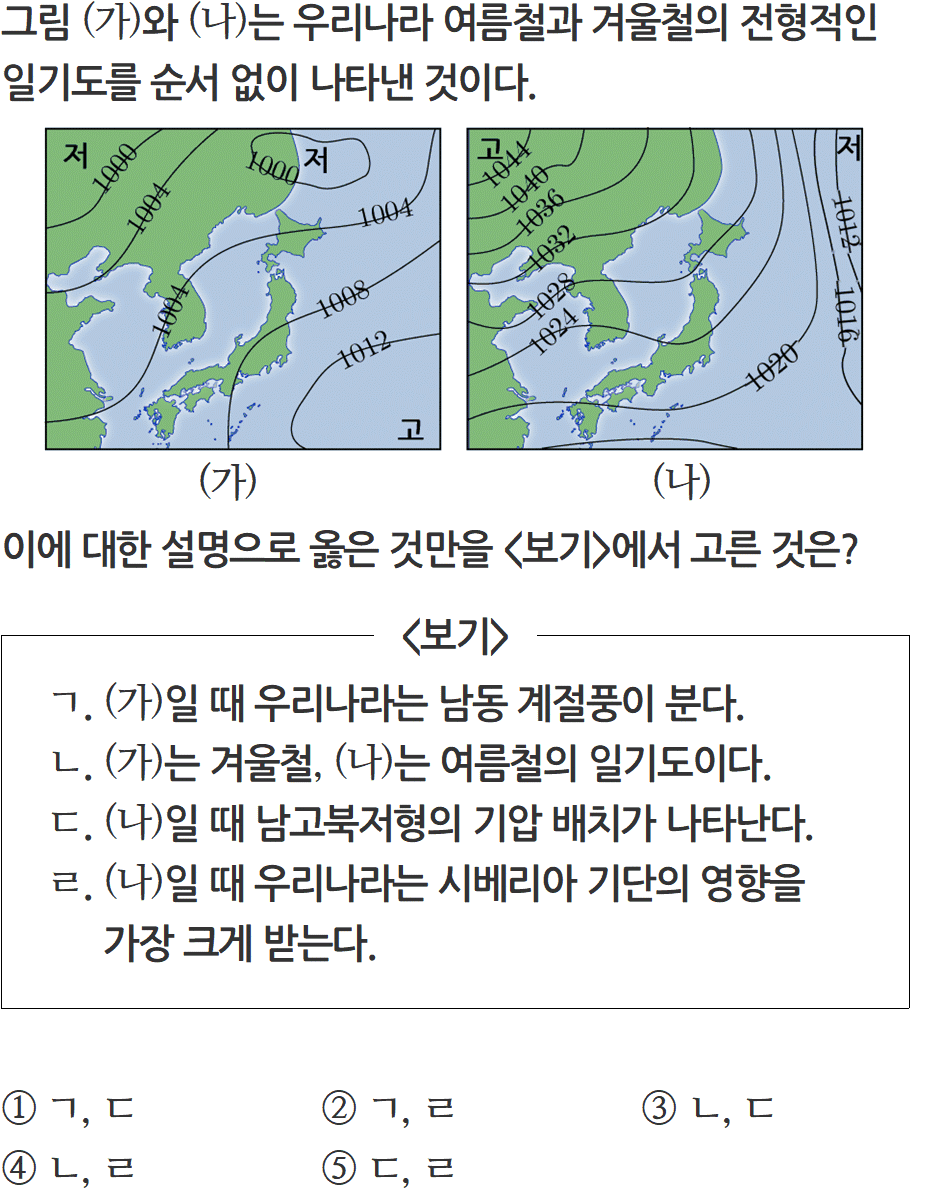 그림 (가)와 (나)는 우리나라 여름철과 겨울철의 전형적인
일기도를 순서 없이 나타낸 것이다.
저 1000 1004 1000 저 1004 1004 1008 1012 고
고 1044 1040 1036 1032 1028 1024 저 1012 1016 1020
(가) (나)
이에 대한 설명으로 옳은 것만을 <보기>에서 고른 것은?
<보기>
ㄱ. (가)일 때 우리나라는 남동 계절풍이 분다.
ㄴ. (가)는 겨울철, (나)는 여름철의 일기도이다.
ㄷ. (나)일 때 남고북저형의 기압 배치가 나타난다.
ㄹ. (나)일 때 우리나라는 시베리아 기단의 영향을
가장 크게 받는다.
① ㄱ, ㄷ ② ㄱ, ㄹ ③ ㄴ, ㄷ
④ ㄴ, ㄹ ⑤ ㄷ, ㄹ